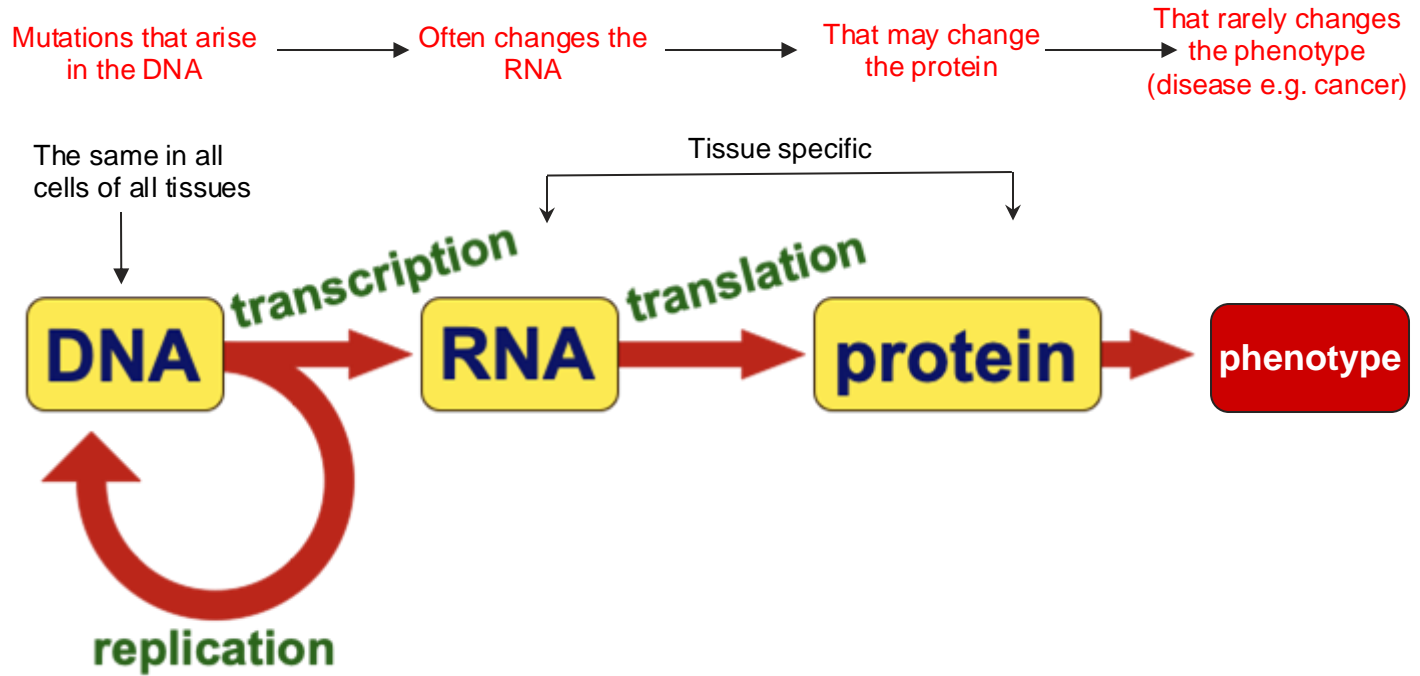 Mutations that arise
in the DNA
Often changes the
RNA
That may change
the protein
That rarely changes
the phenotype
(disease e.g. cancer)
The same in all
cells of all tissues
Tissue specific
transcription
translation
DNA
RNA
protein
phenotype
replication